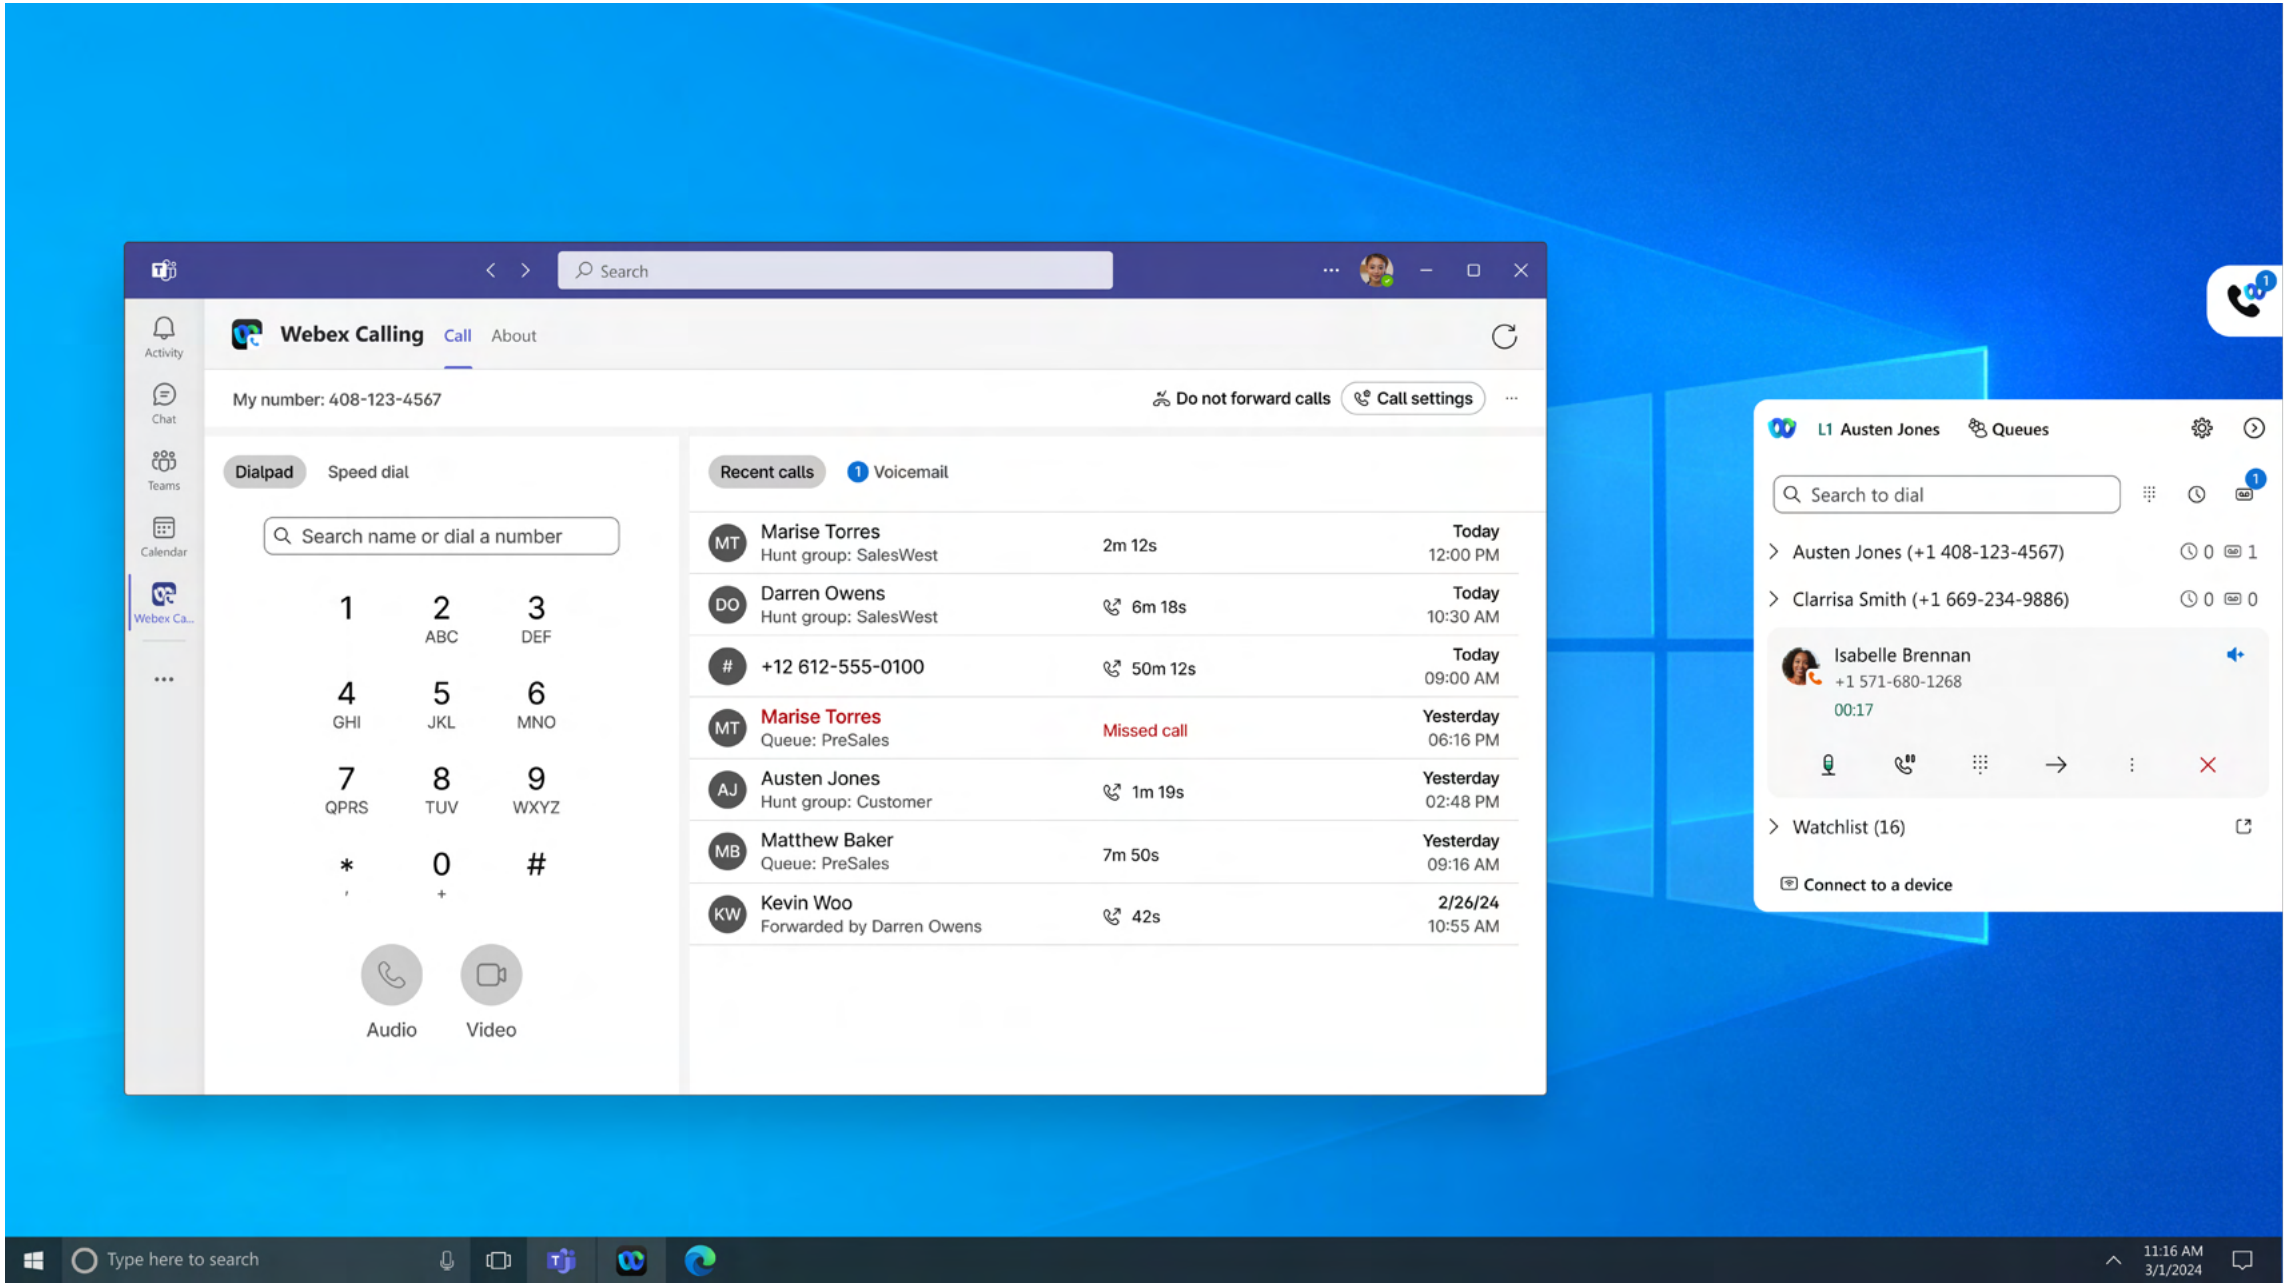 Search
Activity
Chat
Teams
Calendar
Webex Ca...
Webex Calling
Call
About
My number: 408-123-4567
Do not forward calls
Call settings
Dialpad
Speed dial
Search name or dial a number
1
2
ABC
3
DEF
4
GHI
5
JKL
6
MNO
7
QPRS
8
TUV
9
WXYZ
*
,
0
+
#
Audio
Video
Recent calls
1 Voicemail
MT Marise Torres 2m 12s Today
Hunt group: SalesWest 12:00 PM
DO Darren Owens 6m 18s Today
Hunt group: SalesWest 10:30 AM
# +12 612-555-0100 50m 12s Today
09:00 AM
MT Marise Torres Missed call Yesterday
Queue: PreSales 06:16 PM
AJ Austen Jones 1m 19s Yesterday
Hunt group: Customer 02:48 PM
MB Matthew Baker 7m 50s Yesterday
Queue: PreSales 09:16 AM
KW Kevin Woo 42s 2/26/24
Forwarded by Darren Owens 10:55 AM
1
L1 Austen Jones Queues
Search to dial 1
Austen Jones (+1 408-123-4567) 0 1
Clarrisa Smith (+1 669-234-9886) 0 0
Isabelle Brennan
+1 571-680-1268
00:17
Watchlist (16)
Connect to a device
Type here to search
11:16 AM
3/1/2024